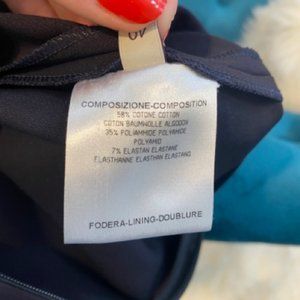 40
COMPOSIZIONE-COMPOSITION
58% COTONE COTTON
COTON BAUMWOLLE ALGODON
35% POLIAMMIDE POLYAMIDE
POLYAMID
7% ELASTAN ELASTANE
ELASTHANNE ELASTHAN ELASTANO
FODERA-LINING-DOUBLURE